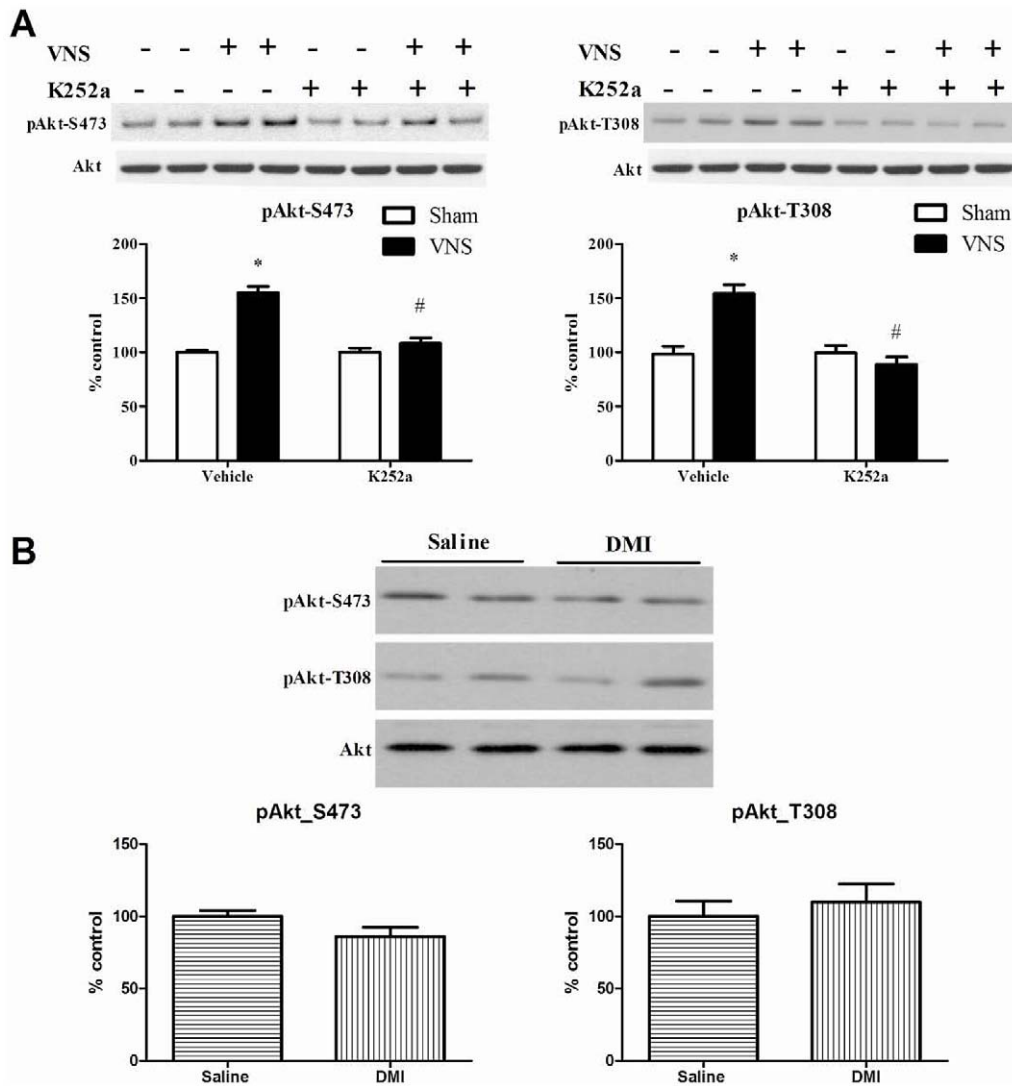 A
VNS - - + + - - + +
K252a - - - - + + + +
pAkt-S473
Akt
pAkt-S473
Sham
VNS
200
150
100
50
0
% control
*
#
Vehicle K252a
VNS - - + + - - + +
K252a - - - - + + + +
pAkt-T308
Akt
pAkt-T308
Sham
VNS
200
150
100
50
0
% control
*
#
Vehicle K252a
B
Saline DMI
pAkt-S473
pAkt-T308
Akt
pAkt_S473
150
100
50
0
% control
Saline DMI
pAkt_T308
150
100
50
0
% control
Saline DMI